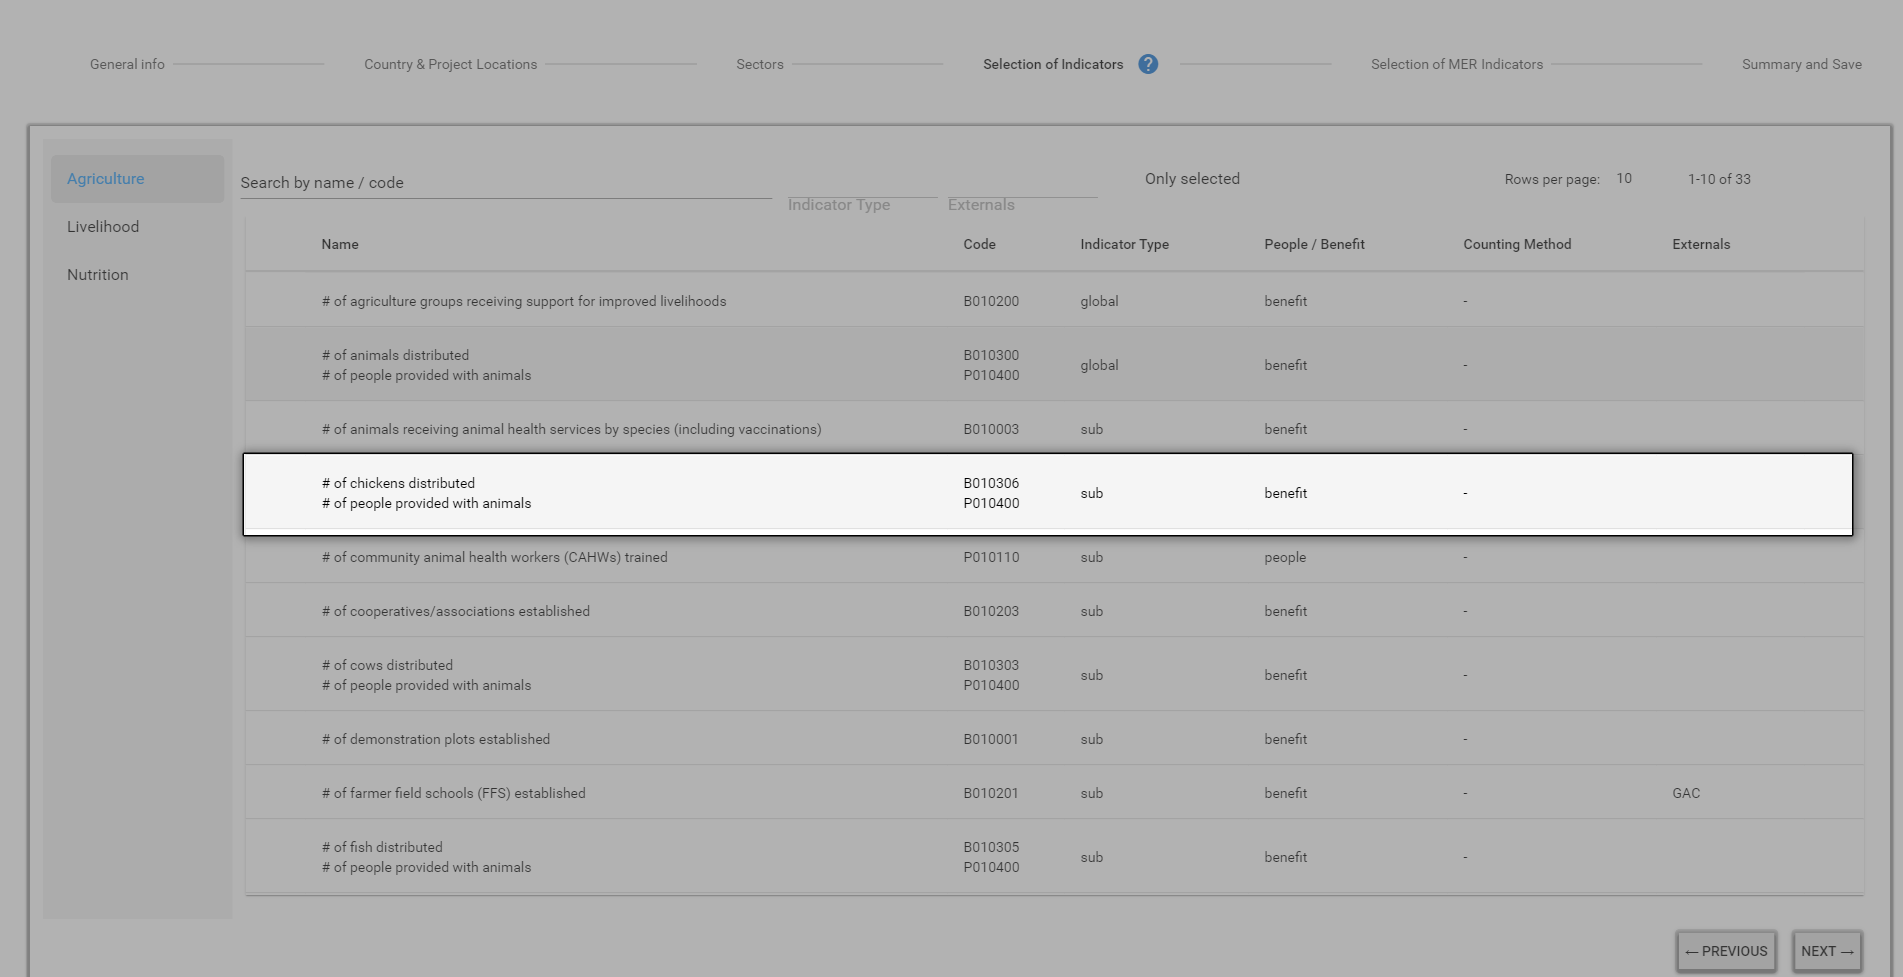 General info
Country & Project Locations
Sectors
Selection of Indicators ?
Selection of MER Indicators
Summary and Save
Agriculture
Livelihood
Nutrition
Search by name / code
Indicator Type
Externals
Only selected
Rows per page: 10 1-10 of 33
Name Code Indicator Type People / Benefit Counting Method Externals
# of agriculture groups receiving support for improved livelihoods B010200 global benefit -
# of animals distributed B010300
# of people provided with animals P010400
global benefit -
# of animals receiving animal health services by species (including vaccinations) B010003 sub benefit -
# of chickens distributed B010306
# of people provided with animals P010400
sub benefit -
# of community animal health workers (CAHWs) trained P010110 sub people -
# of cooperatives/associations established B010203 sub benefit -
# of cows distributed B010303
# of people provided with animals P010400
sub benefit -
# of demonstration plots established B010001 sub benefit -
# of farmer field schools (FFS) established B010201 sub benefit - GAC
# of fish distributed B010305
# of people provided with animals P010400
sub benefit -
← PREVIOUS NEXT →